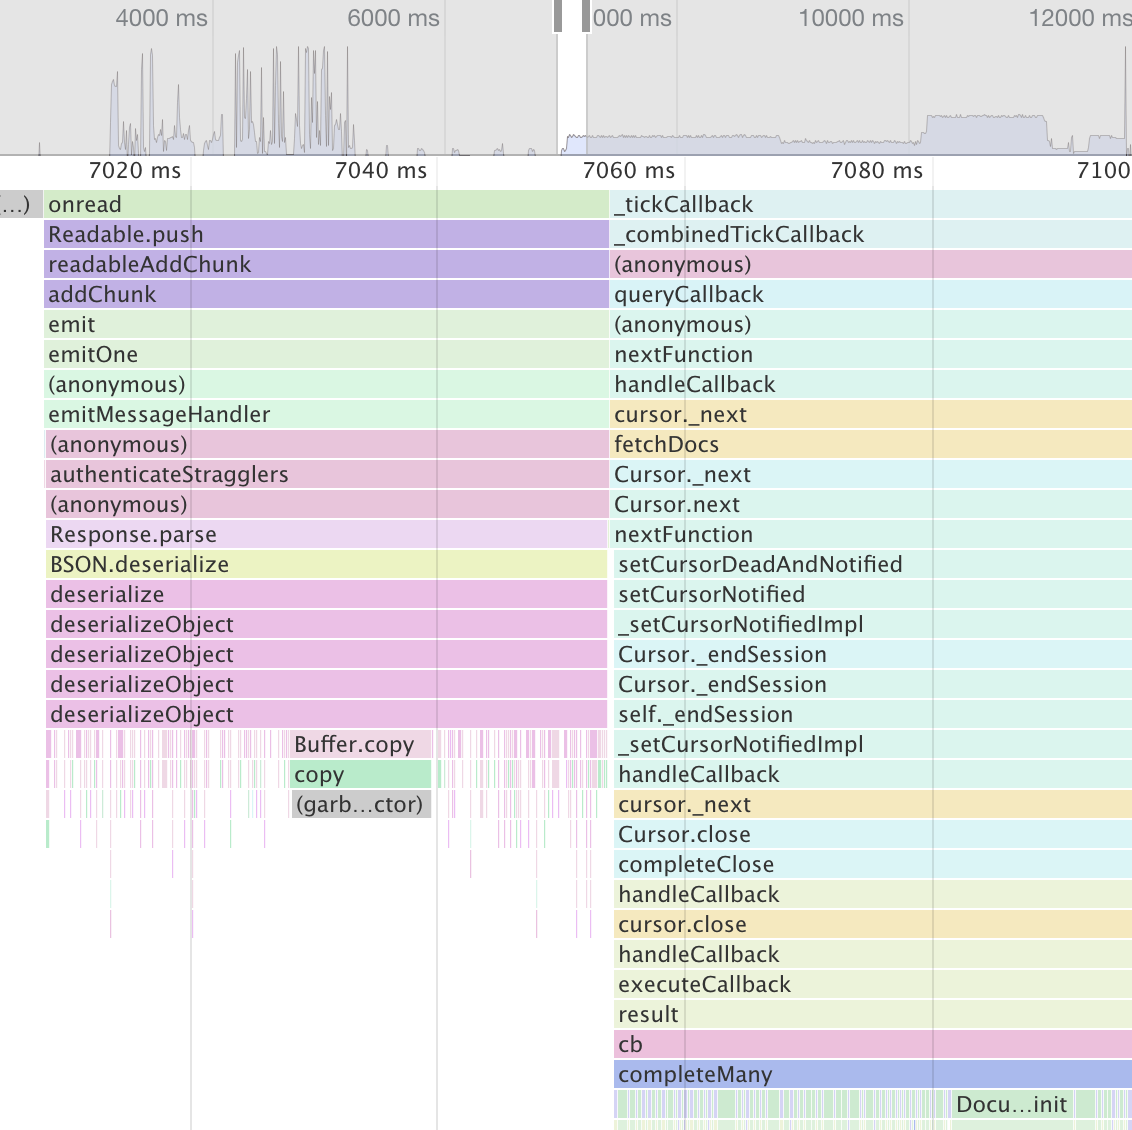 4000 ms 6000 ms 000 ms 10000 ms 12000 ms
7020 ms 7040 ms 7060 ms 7080 ms 7100
(...) onread _tickCallback
Readable.push _combinedTickCallback
readableAddChunk (anonymous)
addChunk queryCallback
emit (anonymous)
emitOne nextFunction
(anonymous) handleCallback
emitMessageHandler cursor._next
(anonymous) fetchDocs
authenticateStragglers Cursor._next
(anonymous) Cursor.next
Response.parse nextFunction
BSON.deserialize setCursorDeadAndNotified
deserialize setCursorNotified
deserializeObject _setCursorNotifiedImpl
deserializeObject Cursor._endSession
deserializeObject Cursor._endSession
deserializeObject self._endSession
Buffer.copy _setCursorNotifiedImpl
copy handleCallback
(garb...ctor) cursor._next
Cursor.close
completeClose
handleCallback
cursor.close
handleCallback
executeCallback
result
cb
completeMany
Docu...init